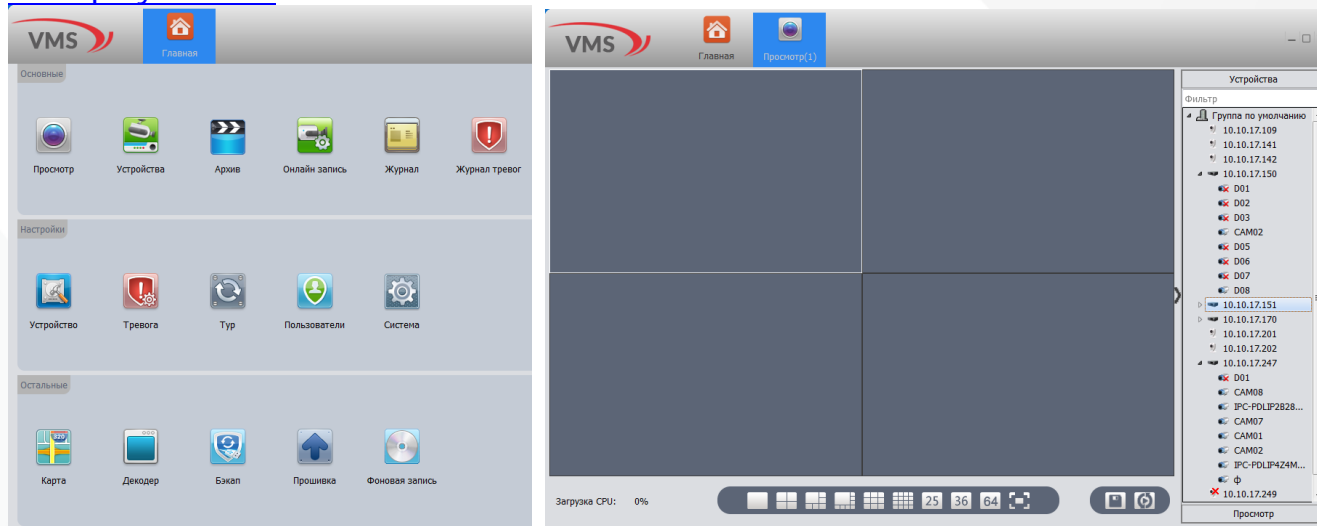 VMS
Главная
Основные
Просмотр
Устройства
Архив
Онлайн запись
Журнал
Журнал тревог
Настройки
Устройство
Тревога
Тур
Пользователи
Система
Остальные
Карта
Декодер
Бэкап
Прошивка
Фоновая запись
VMS
Главная
Просмотр(1)
Устройства
Фильтр
Группа по умолчанию
10.10.17.109
10.10.17.141
10.10.17.142
10.10.17.150
D01
D02
D03
CAM02
D05
D06
D07
D08
10.10.17.151
10.10.17.170
10.10.17.201
10.10.17.202
10.10.17.247
D01
CAM08
IPC-PDLIP2B28...
CAM07
CAM01
CAM02
IPC-PDLIP4Z4M...
ф
10.10.17.249
Просмотр
Загрузка CPU: 0%
25 36 64